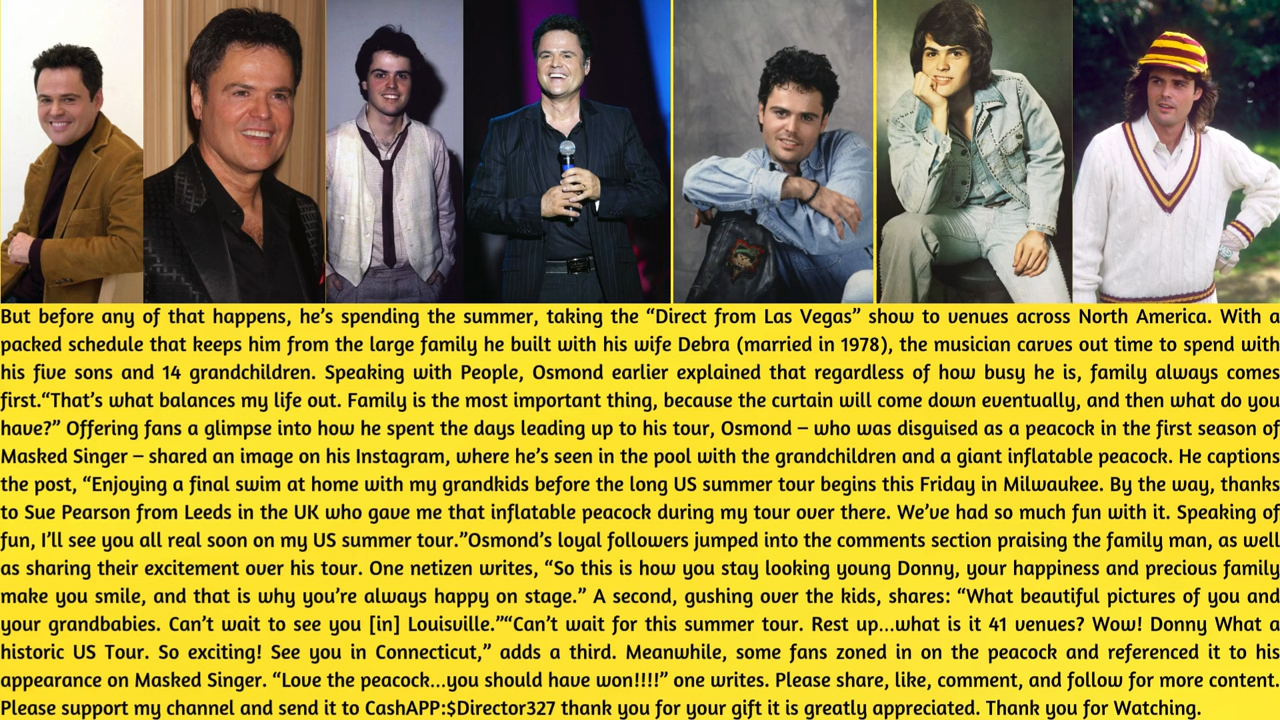 But before any of that happens, he’s spending the summer, taking the “Direct from Las Vegas” show to venues across North America. With a
packed schedule that keeps him from the large family he built with his wife Debra (married in 1978), the musician carves out time to spend with
his five sons and 14 grandchildren. Speaking with People, Osmond earlier explained that regardless of how busy he is, family always comes
first.“That’s what balances my life out. Family is the most important thing, because the curtain will come down eventually, and then what do you
have?” Offering fans a glimpse into how he spent the days leading up to his tour, Osmond – who was disguised as a peacock in the first season of
Masked Singer – shared an image on his Instagram, where he’s seen in the pool with the grandchildren and a giant inflatable peacock. He captions
the post, “Enjoying a final swim at home with my grandkids before the long US summer tour begins this Friday in Milwaukee. By the way, thanks
to Sue Pearson from Leeds in the UK who gave me that inflatable peacock during my tour over there. We’ve had so much fun with it. Speaking of
fun, I’ll see you all real soon on my US summer tour.”Osmond’s loyal followers jumped into the comments section praising the family man, as well
as sharing their excitement over his tour. One netizen writes, “So this is how you stay looking young Donny, your happiness and precious family
make you smile, and that is why you’re always happy on stage.” A second, gushing over the kids, shares: “What beautiful pictures of you and
your grandbabies. Can’t wait to see you [in] Louisville.”“Can’t wait for this summer tour. Rest up...what is it 41 venues? Wow! Donny What a
historic US Tour. So exciting! See you in Connecticut,” adds a third. Meanwhile, some fans zoned in on the peacock and referenced it to his
appearance on Masked Singer. “Love the peacock...you should have won!!!!” one writes. Please share, like, comment, and follow for more content.
Please support my channel and send it to CashAPP:$Director327 thank you for your gift it is greatly appreciated. Thank you for Watching.